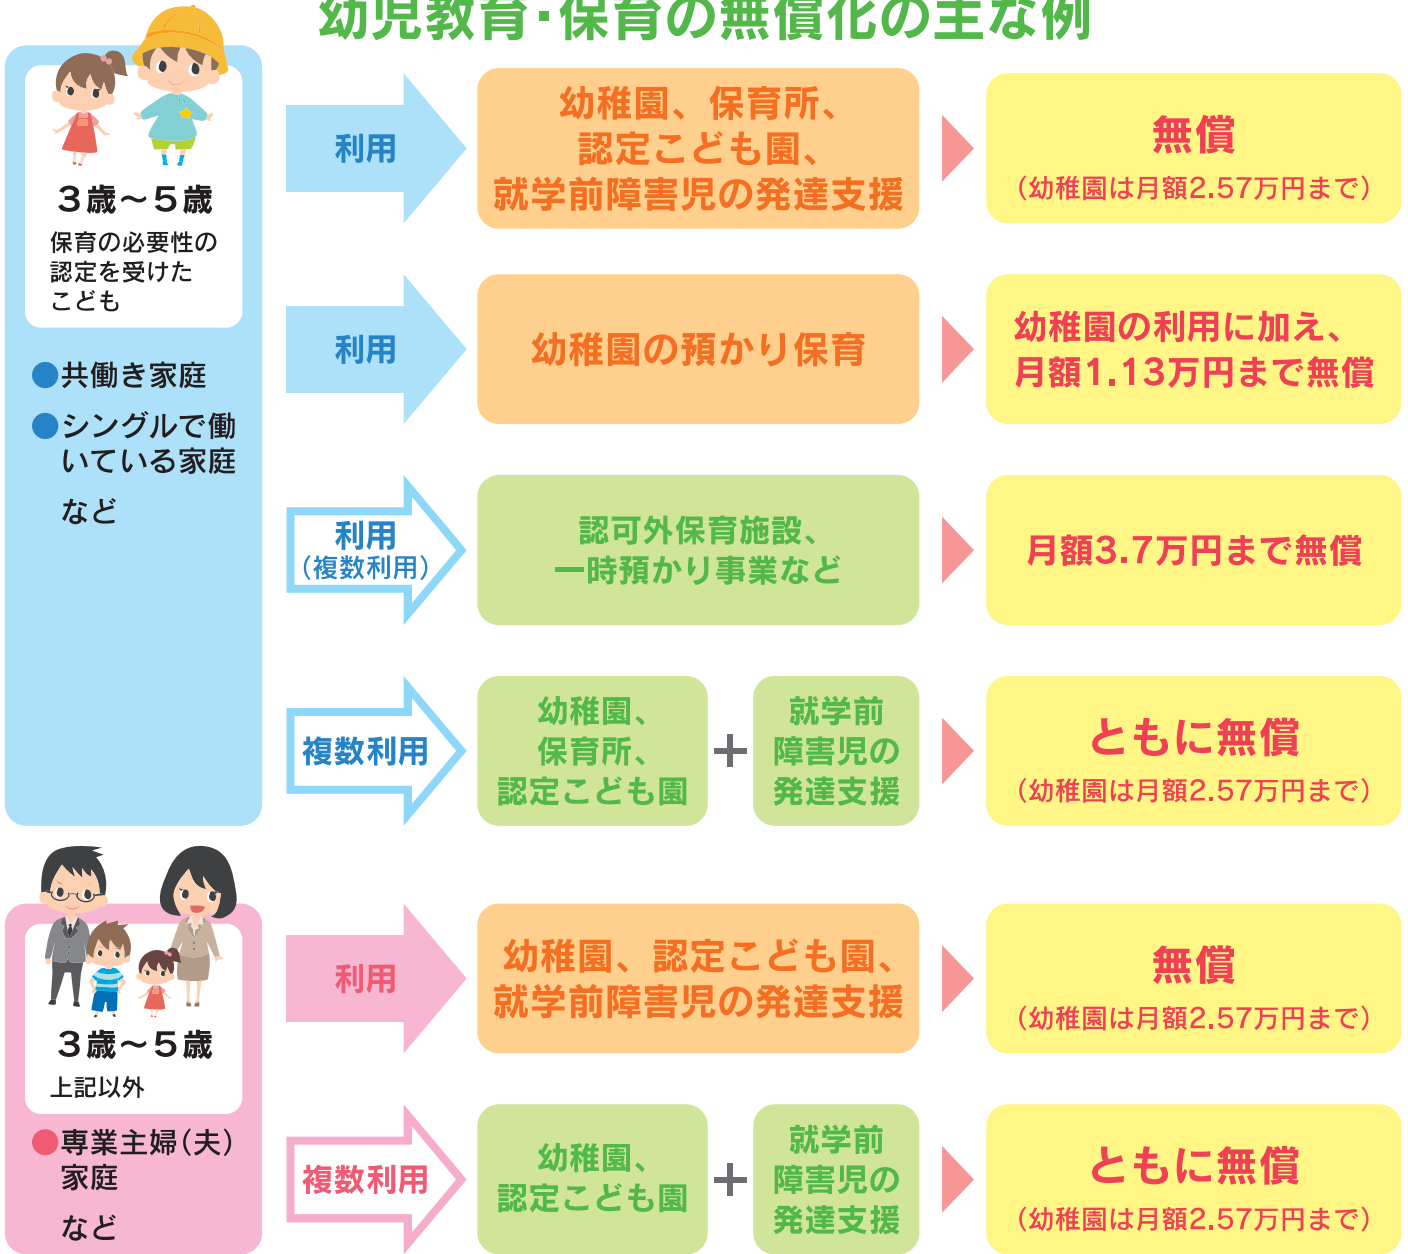 幼児教育・保育の無償化の主な例
3歳～5歳
保育の必要性の
認定を受けた
こども
●共働き家庭
●シングルで働
いている家庭
など
利用
幼稚園、保育所、
認定こども園、
就学前障害児の発達支援
無償
（幼稚園は月額2.57万円まで）
利用
幼稚園の預かり保育
幼稚園の利用に加え、
月額1.13万円まで無償
利用
（複数利用）
認可外保育施設、
一時預かり事業など
月額3.7万円まで無償
複数利用
幼稚園、
保育所、
認定こども園
＋
就学前
障害児の
発達支援
ともに無償
（幼稚園は月額2.57万円まで）
3歳～5歳
上記以外
●専業主婦（夫）
家庭
など
利用
幼稚園、認定こども園、
就学前障害児の発達支援
無償
（幼稚園は月額2.57万円まで）
複数利用
幼稚園、
認定こども園
＋
就学前
障害児の
発達支援
ともに無償
（幼稚園は月額2.57万円まで）